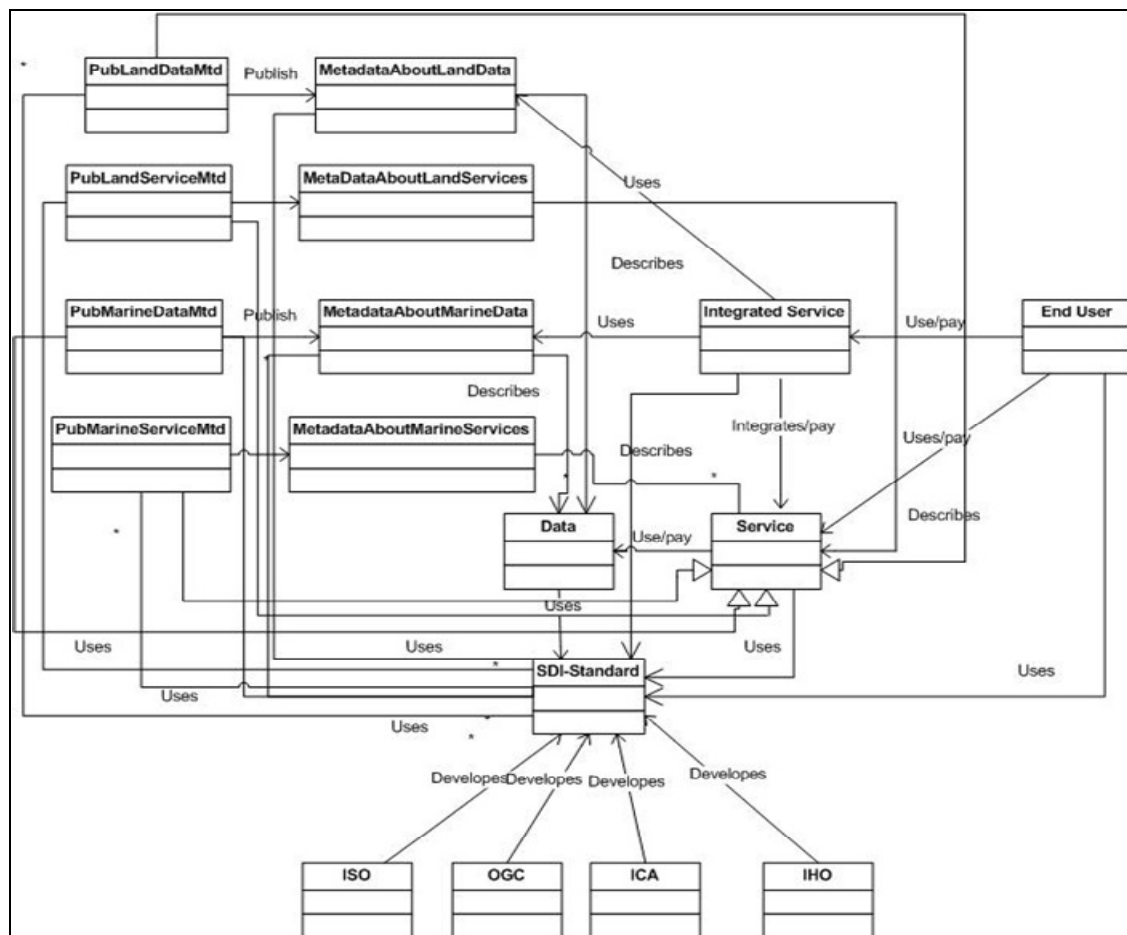 *
PubLandDataMtd
Publish
MetadataAboutLandData
PubLandServiceMtd
MetaDataAboutLandServices
Uses
Describes
PubMarineDataMtd
Publish
MetadataAboutMarineData
Uses
Integrated Service
Use/pay
End User
*
Describes
PubMarineServiceMtd
MetadataAboutMarineServices
Integrates/pay
Uses/pay
Describes
*
*
*
Data
Use/pay
Service
Describes
Uses
Uses
Uses
Uses
*
SDI-Standard
Uses
Uses
Uses
*
*
Developes
Developes
Developes
Developes
ISO
OGC
ICA
IHO